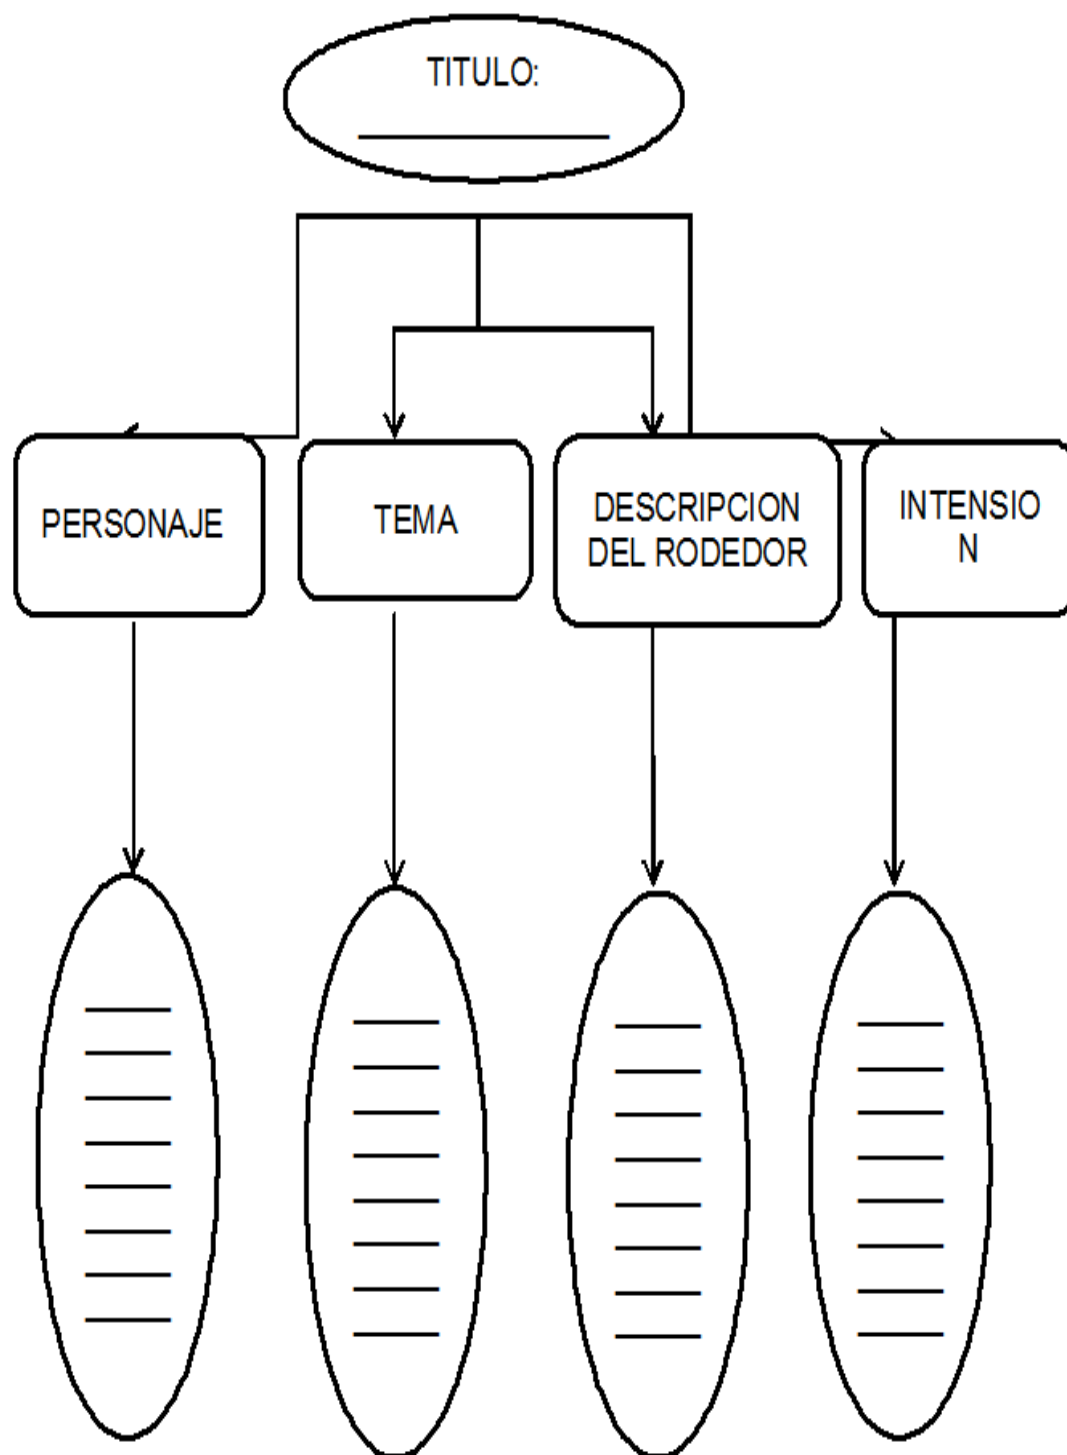 TITULO:
PERSONAJE
TEMA
DESCRIPCION
DEL RODEDOR
INTENSIO
N